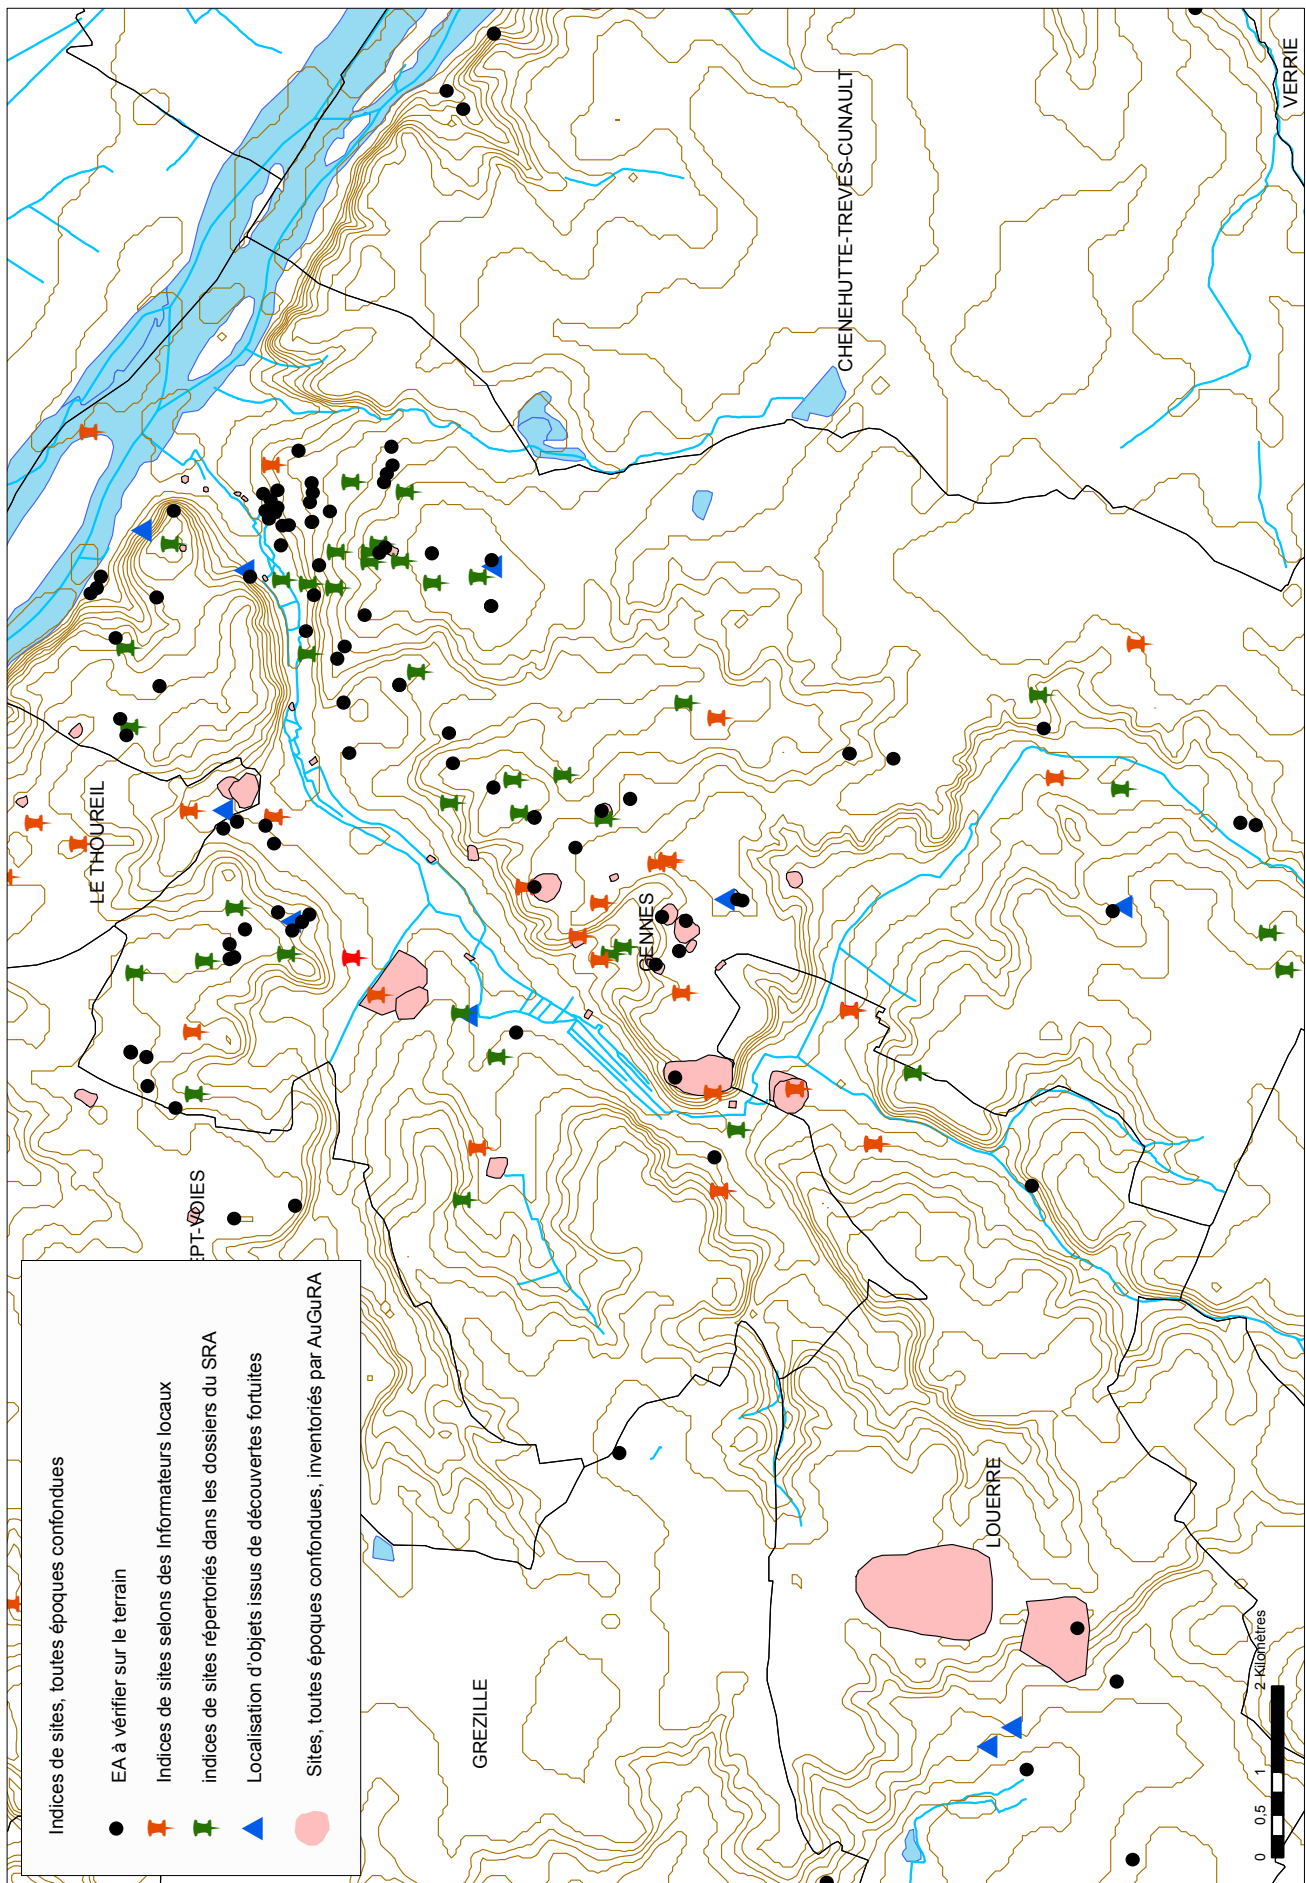 Indices de sites, toutes époques confondues
EA à vérifier sur le terrain
Indices de sites selons des Informateurs locaux
indices de sites répertoriés dans les dossiers du SRA
Localisation d'objets issus de découvertes fortuites
Sites, toutes époques confondues, inventoriés par AuGuRA
EPT-VOIES
LE THOUREIL
GREZILLE
GENNES
CHENEHUTTE-TREVES-CUNAULT
LOUERRE
VERRIE
0 0,5 1 2 Kilomètres